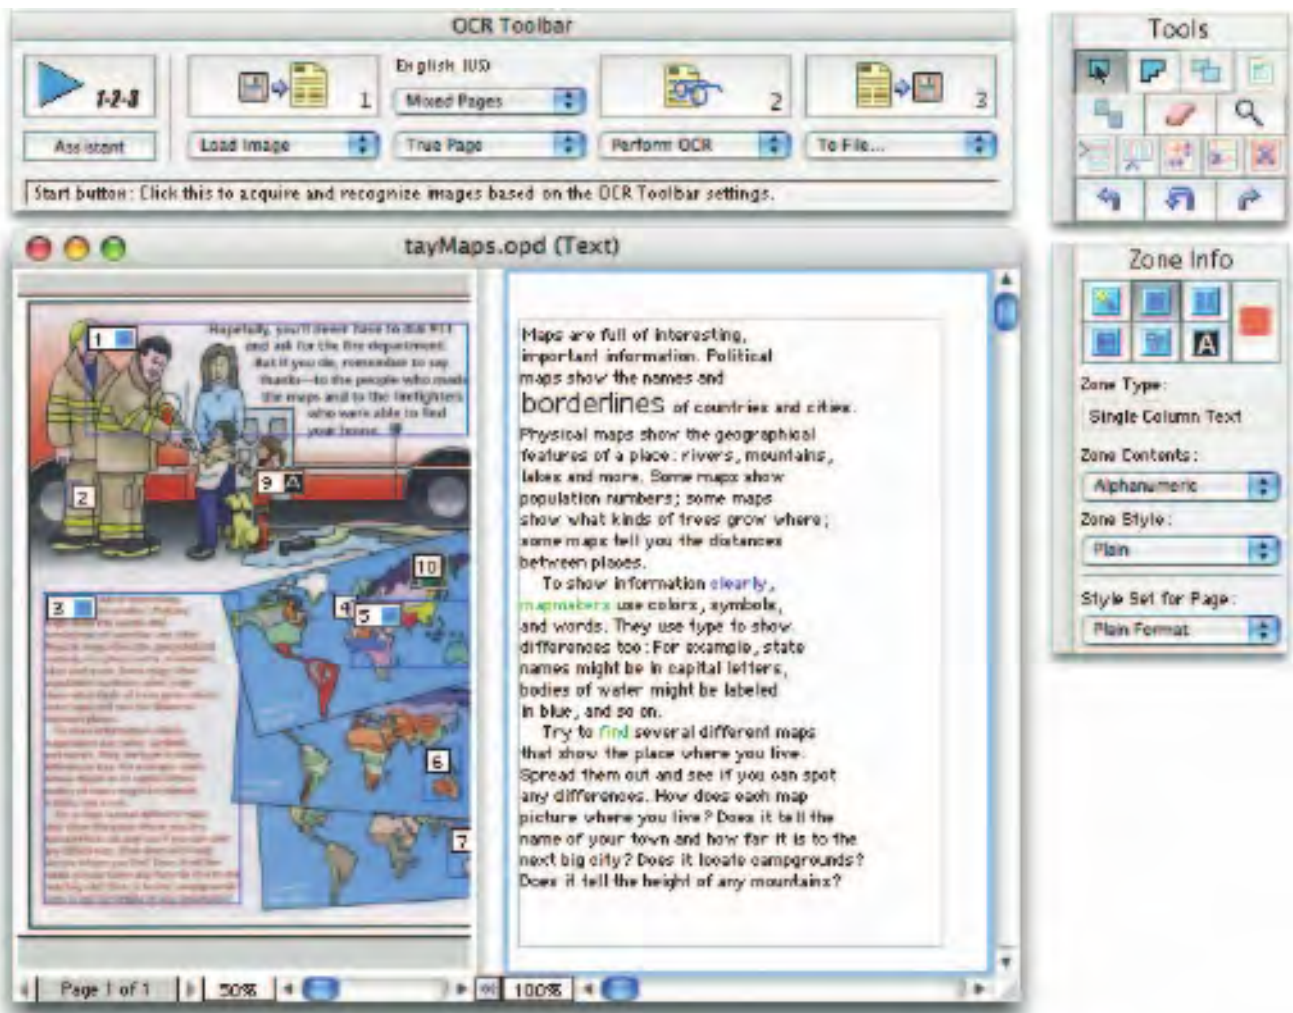 OCR Toolbar
1-2-3
1
English (US)
Mixed Pages
2
3
Assistant
Load Image
True Page
Perform OCR
To File...
Start button: Click this to acquire and recognize images based on the OCR Toolbar settings.
Tools
tayMaps.opd (Text)
1
Hopefully, you'll never have to dial 911
and ask for the fire department.
But if you do, remember to say
thanks—to the people who made
the maps and to the firefighters
who were able to find
your house.
2
9 A
10
3
4
5
6
7
Maps are full of interesting,
important information. Political
maps show the names and
borderlines of countries and cities.
Physical maps show the geographical
features of a place: rivers, mountains,
lakes and more. Some maps show
population numbers; some maps
show what kinds of trees grow where;
some maps tell you the distances
between places.
To show information clearly,
mapmakers use colors, symbols,
and words. They use type to show
differences too: For example, state
names might be in capital letters,
bodies of water might be labeled
in blue, and so on.
Try to find several different maps
that show the place where you live.
Spread them out and see if you can spot
any differences. How does each map
picture where you live? Does it tell the
name of your town and how far it is to the
next big city? Does it locate campgrounds?
Does it tell the height of any mountains?
Page 1 of 1
50%
100%
Zone Info
A
Zone Type:
Single Column Text
Zone Contents:
Alphanumeric
Zone Style:
Plain
Style Set for Page:
Plain Format